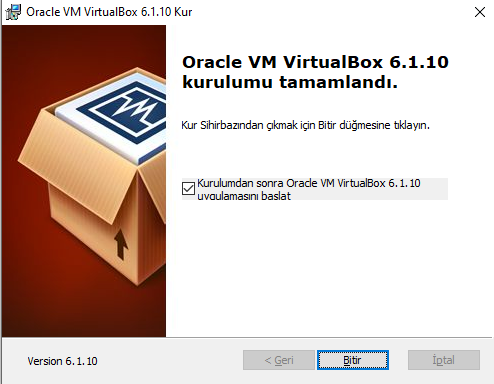 Oracle VM VirtualBox 6.1.10 Kur
Oracle VM VirtualBox 6.1.10
kurulumu tamamlandı.
Kur Sihirbazından çıkmak için Bitir düğmesine tıklayın.
Kurulumdan sonra Oracle VM VirtualBox 6.1.10
uygulamasını başlat
Version 6.1.10
< Geri
Bitir
İptal